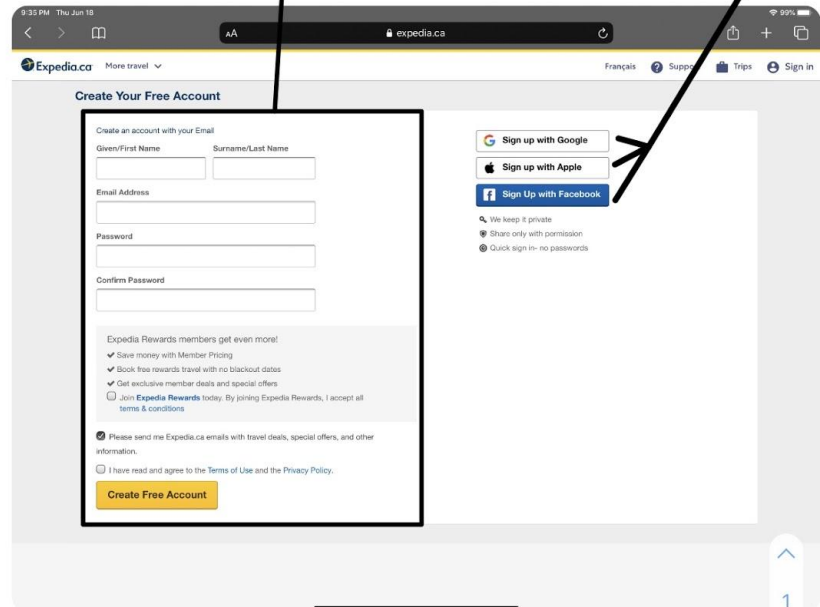 9:35 PM Thu Jun 18
99%
AA
expedia.ca
Expedia.ca More travel
Français Support Trips Sign in
Create Your Free Account
Create an account with your Email
Given/First Name Surname/Last Name
Email Address
Password
Confirm Password
Expedia Rewards members get even more!
Save money with Member Pricing
Book free rewards travel with no blackout dates
Get exclusive member deals and special offers
Join Expedia Rewards today. By joining Expedia Rewards, I accept all
terms & conditions
Please send me Expedia.ca emails with travel deals, special offers, and other
information.
I have read and agree to the Terms of Use and the Privacy Policy.
Create Free Account
Sign up with Google
Sign up with Apple
Sign Up with Facebook
We keep it private
Share only with permission
Quick sign in- no passwords
1